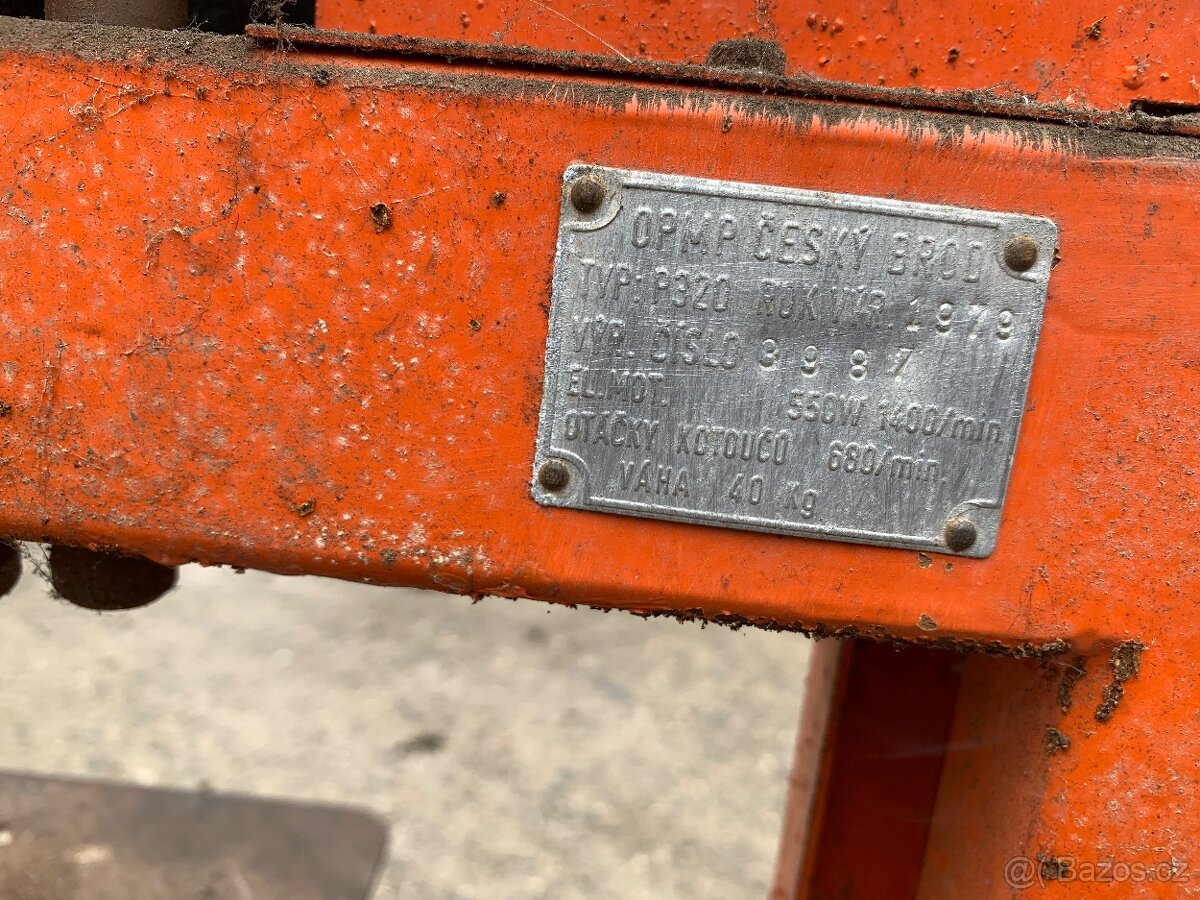 OPMP ČESKÝ BROD
TYP: P320 ROK VÝR. 1979
VÝR. ČÍSLO 3987
EL. MOT. 550W 1400/min
OTÁČKY KOTOUČŮ 680/min.
VÁHA 40 Kg
@Bazos.cz